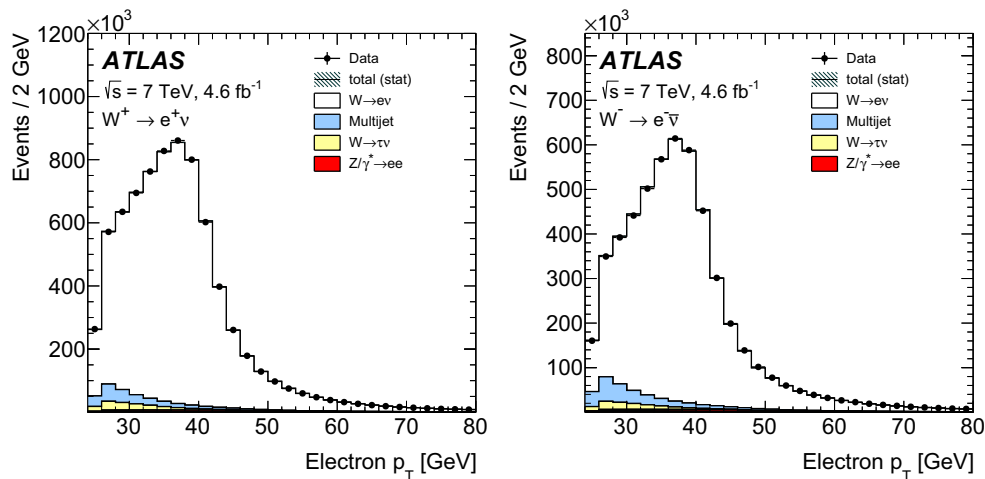 ×10³
Events / 2 GeV
1200
1000
800
600
400
200
ATLAS
√s = 7 TeV, 4.6 fb⁻¹
W⁺ → e⁺ν
Data
total (stat)
W→eν
Multijet
W→τν
Z/γ*→ee
30 40 50 60 70 80
Electron p_T [GeV]
×10³
Events / 2 GeV
800
700
600
500
400
300
200
100
ATLAS
√s = 7 TeV, 4.6 fb⁻¹
W⁻ → e⁻ν̅
Data
total (stat)
W→eν
Multijet
W→τν
Z/γ*→ee
30 40 50 60 70 80
Electron p_T [GeV]